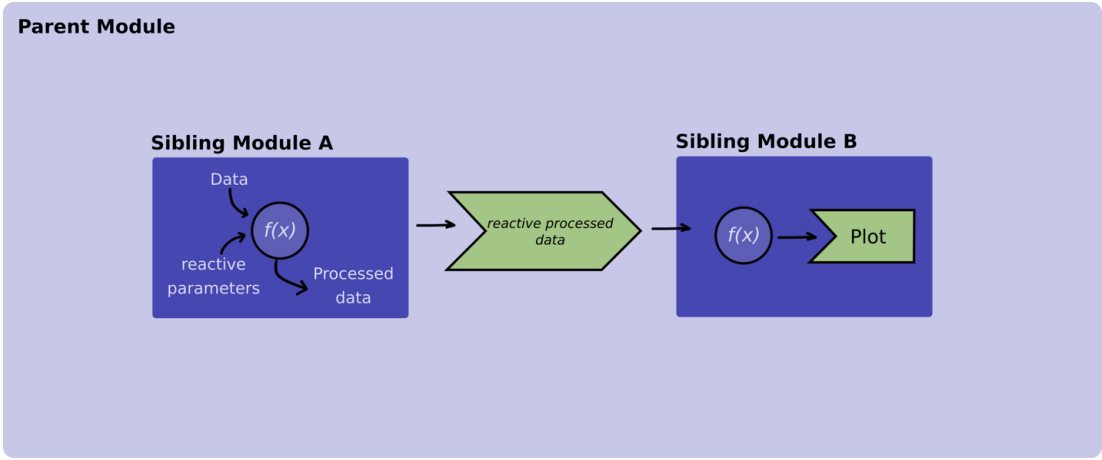 Parent Module
Sibling Module A
Data
f(x)
reactive
parameters
Processed
data
reactive processed
data
Sibling Module B
f(x)
Plot